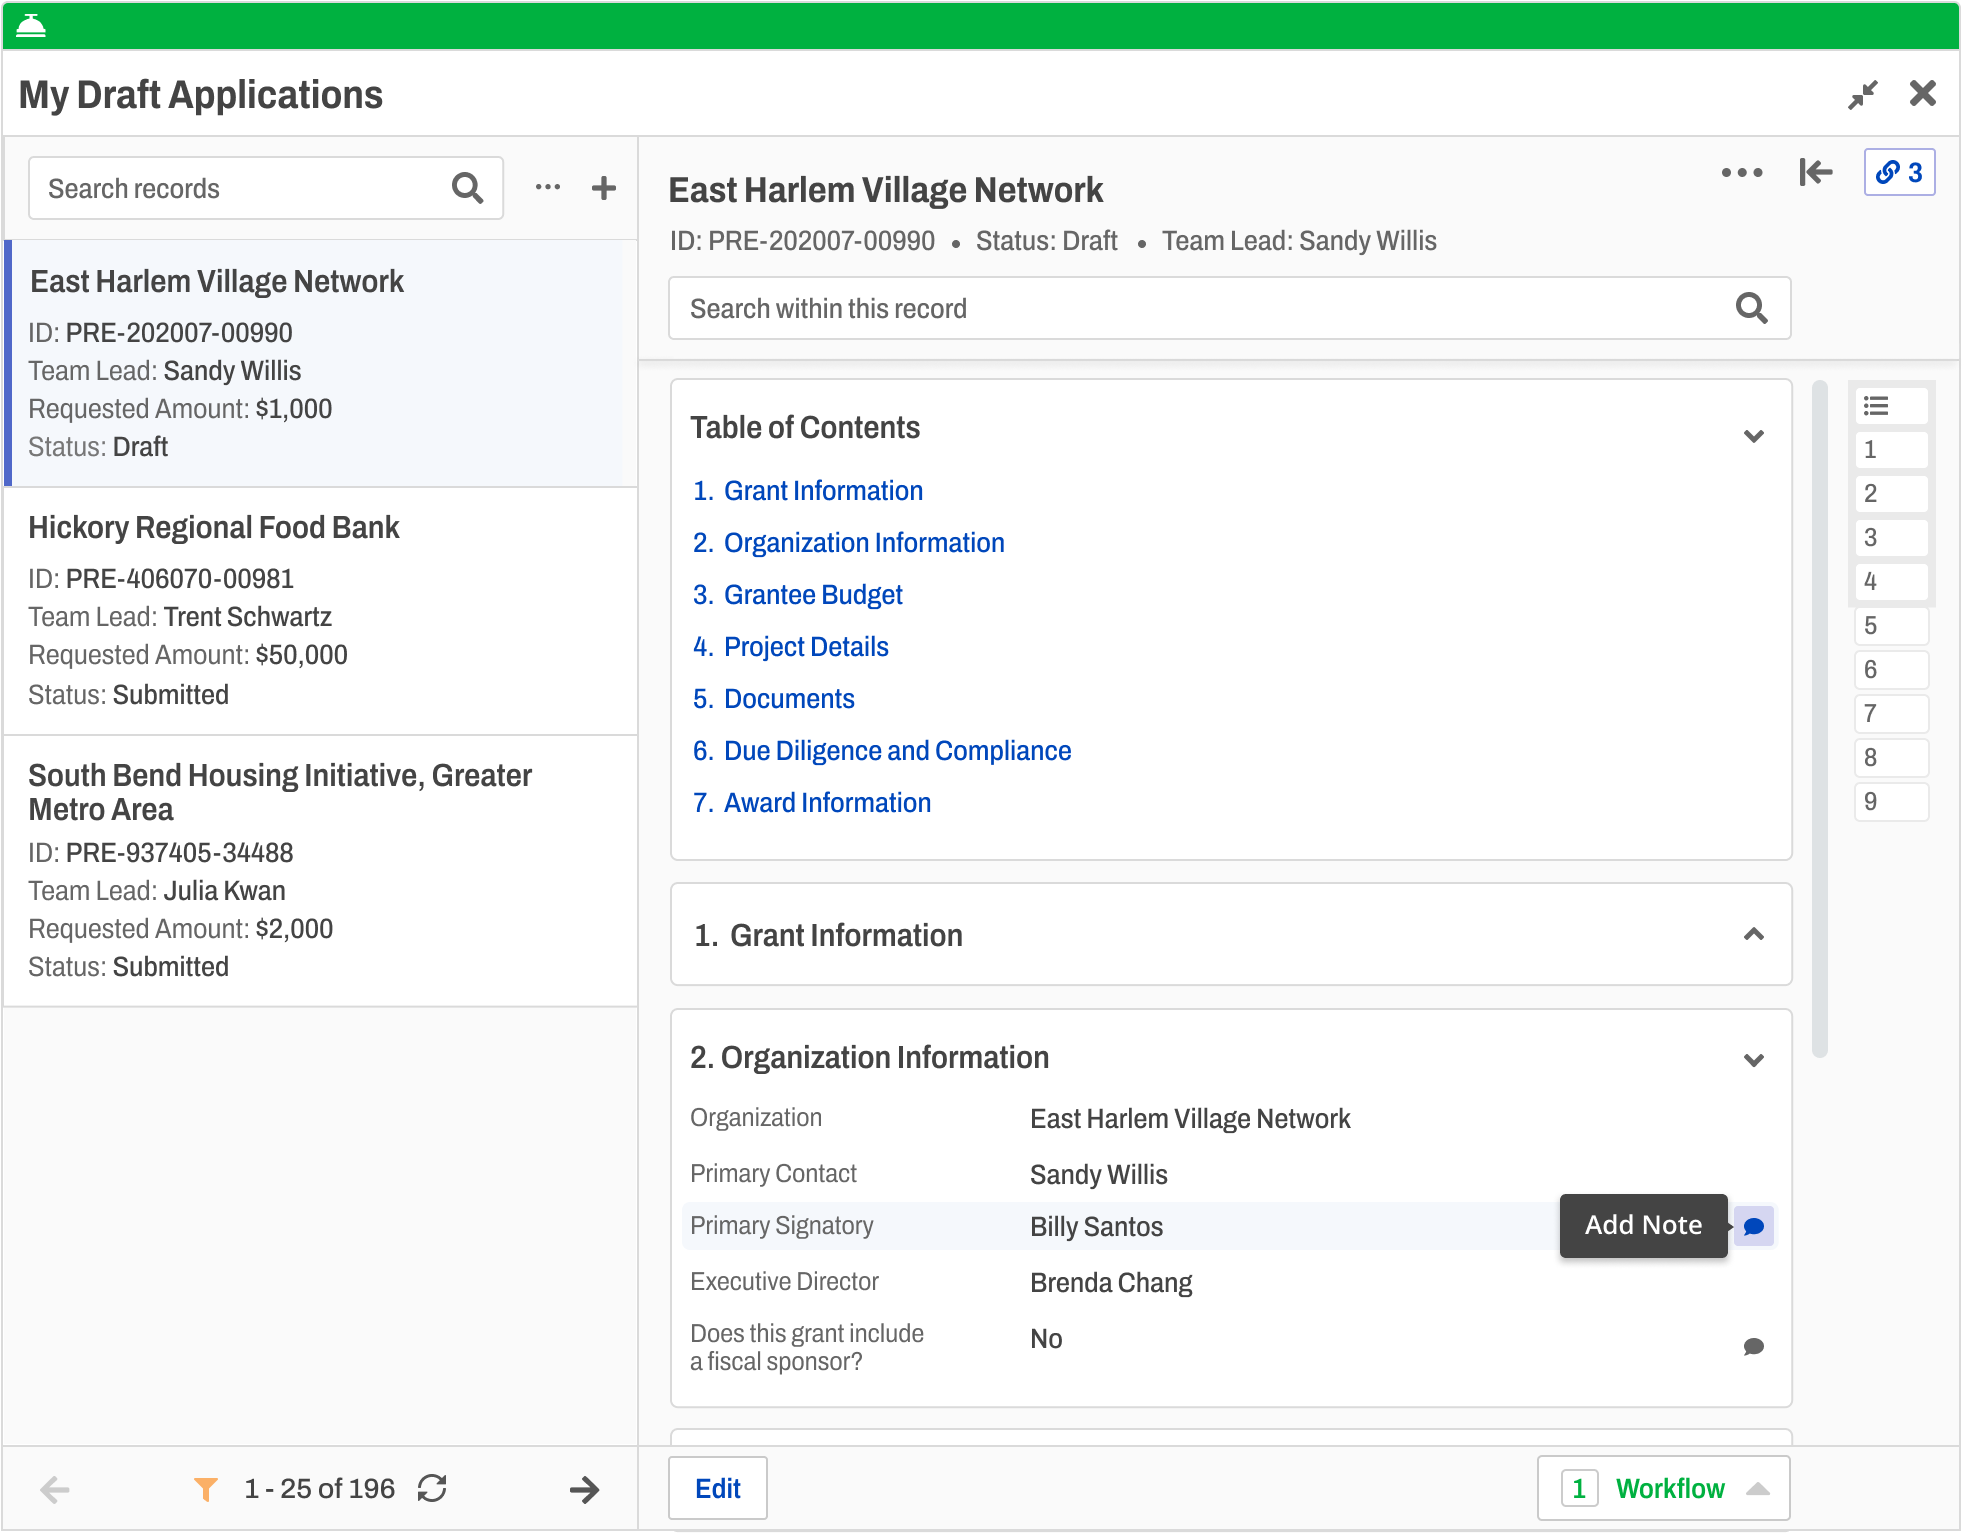 My Draft Applications
Search records
East Harlem Village Network
ID: PRE-202007-00990
Team Lead: Sandy Willis
Requested Amount: $1,000
Status: Draft
Hickory Regional Food Bank
ID: PRE-406070-00981
Team Lead: Trent Schwartz
Requested Amount: $50,000
Status: Submitted
South Bend Housing Initiative, Greater
Metro Area
ID: PRE-937405-34488
Team Lead: Julia Kwan
Requested Amount: $2,000
Status: Submitted
1 - 25 of 196
East Harlem Village Network
3
ID: PRE-202007-00990 • Status: Draft • Team Lead: Sandy Willis
Search within this record
Table of Contents
1. Grant Information
2. Organization Information
3. Grantee Budget
4. Project Details
5. Documents
6. Due Diligence and Compliance
7. Award Information
1. Grant Information
2. Organization Information
Organization East Harlem Village Network
Primary Contact Sandy Willis
Primary Signatory Billy Santos Add Note
Executive Director Brenda Chang
Does this grant include No
a fiscal sponsor?
1
2
3
4
5
6
7
8
9
Edit
1 Workflow